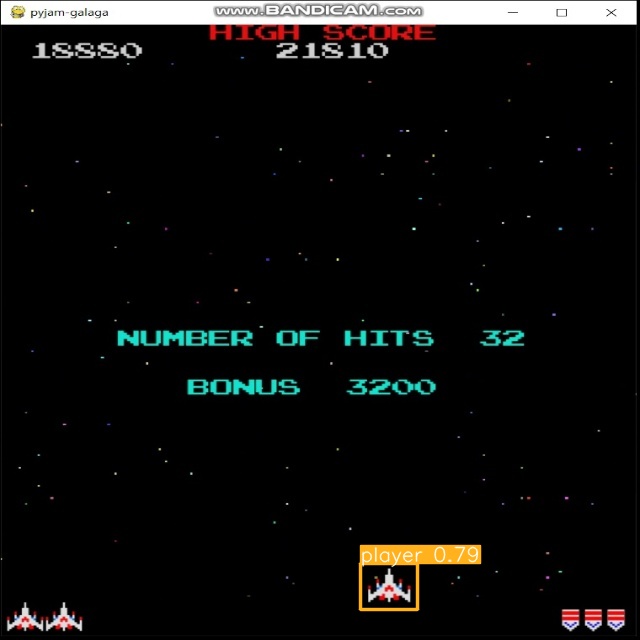 pyjam-galaga
www.BANDICAM.com
HIGH SCORE
18880 21810
NUMBER OF HITS 32
BONUS 3200
player 0.79